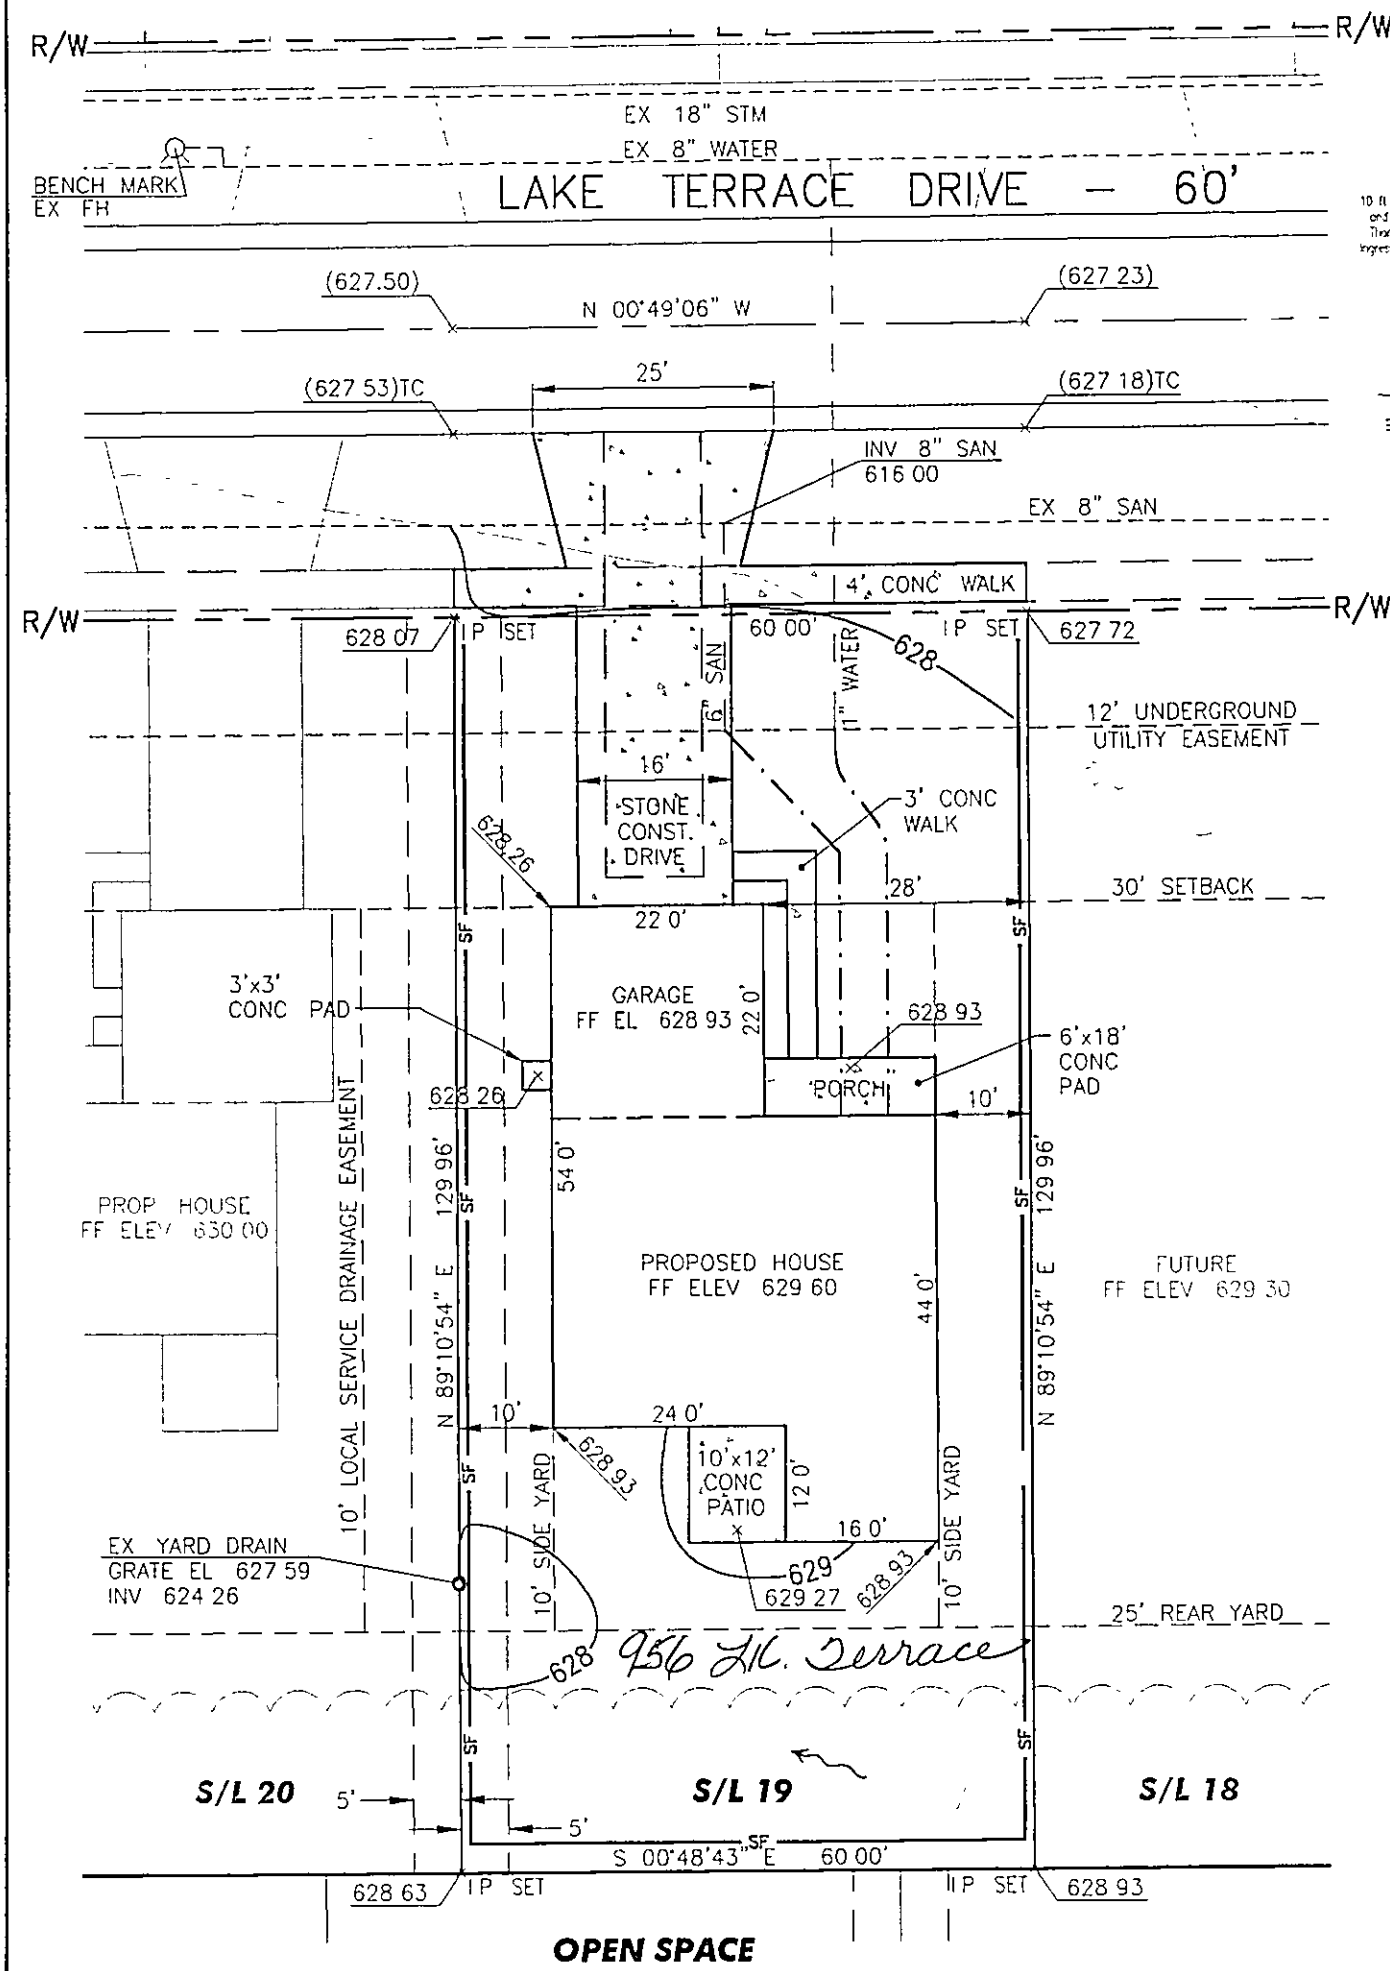 R/W
R/W
EX 18" STM
EX 8" WATER
BENCH MARK
EX FH
LAKE TERRACE DRIVE - 60'
10 ft
(627.50)
(627 23)
N 00°49'06" W
25'
(627 53)TC
(627 18)TC
INV 8" SAN
616 00
EX 8" SAN
4' CONC WALK
R/W
R/W
628 07
I P SET
60 00'
I P SET
627 72
628
6" SAN
1" WATER
12' UNDERGROUND
UTILITY EASEMENT
16'
STONE
CONST.
DRIVE
3' CONC
WALK
628.26
28'
30' SETBACK
22 0'
SF
SF
3'x3'
CONC PAD
GARAGE
FF EL 628 93
22 0'
628 93
6'x18'
CONC
PAD
PORCH
628 26
10'
10' LOCAL SERVICE DRAINAGE EASEMENT
N 89°10'54" E 129 96'
SF
54 0'
SF
N 89°10'54" E 129 96'
PROP HOUSE
FF ELEV 630 00
PROPOSED HOUSE
FF ELEV 629 60
44 0'
FUTURE
FF ELEV 629 30
10'
24 0'
628 93
10'x12'
CONC
PATIO
12 0'
SF
10' SIDE YARD
10' SIDE YARD
16 0'
EX YARD DRAIN
GRATE EL 627 59
INV 624 26
629
629 27
628 93
25' REAR YARD
628
956 LK. Terrace
SF
SF
S/L 20
5'
S/L 19
S/L 18
5'
SF
S 00°48'43" E 60 00'
628 63
I P SET
I P SET
628 93
OPEN SPACE